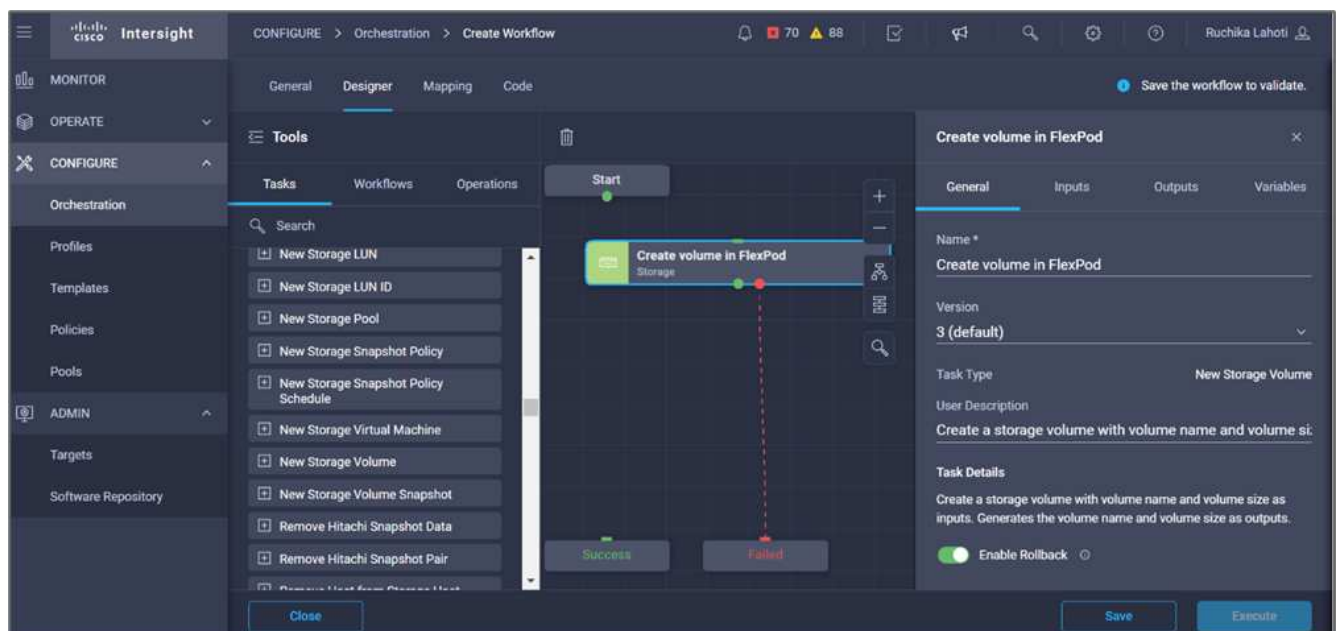 cisco Intersight
CONFIGURE > Orchestration > Create Workflow
70 88
Ruchika Lahoti
MONITOR
OPERATE
CONFIGURE
Orchestration
Profiles
Templates
Policies
Pools
ADMIN
Targets
Software Repository
General Designer Mapping Code
Save the workflow to validate.
Tools
Tasks Workflows Operations
Search
New Storage LUN
New Storage LUN ID
New Storage Pool
New Storage Snapshot Policy
New Storage Snapshot Policy
Schedule
New Storage Virtual Machine
New Storage Volume
New Storage Volume Snapshot
Remove Hitachi Snapshot Data
Remove Hitachi Snapshot Pair
Start
Create volume in FlexPod
Storage
Success
Failed
Create volume in FlexPod
General Inputs Outputs Variables
Name *
Create volume in FlexPod
Version
3 (default)
Task Type New Storage Volume
User Description
Create a storage volume with volume name and volume si
Task Details
Create a storage volume with volume name and volume size as
inputs. Generates the volume name and volume size as outputs.
Enable Rollback
Close
Save
Execute